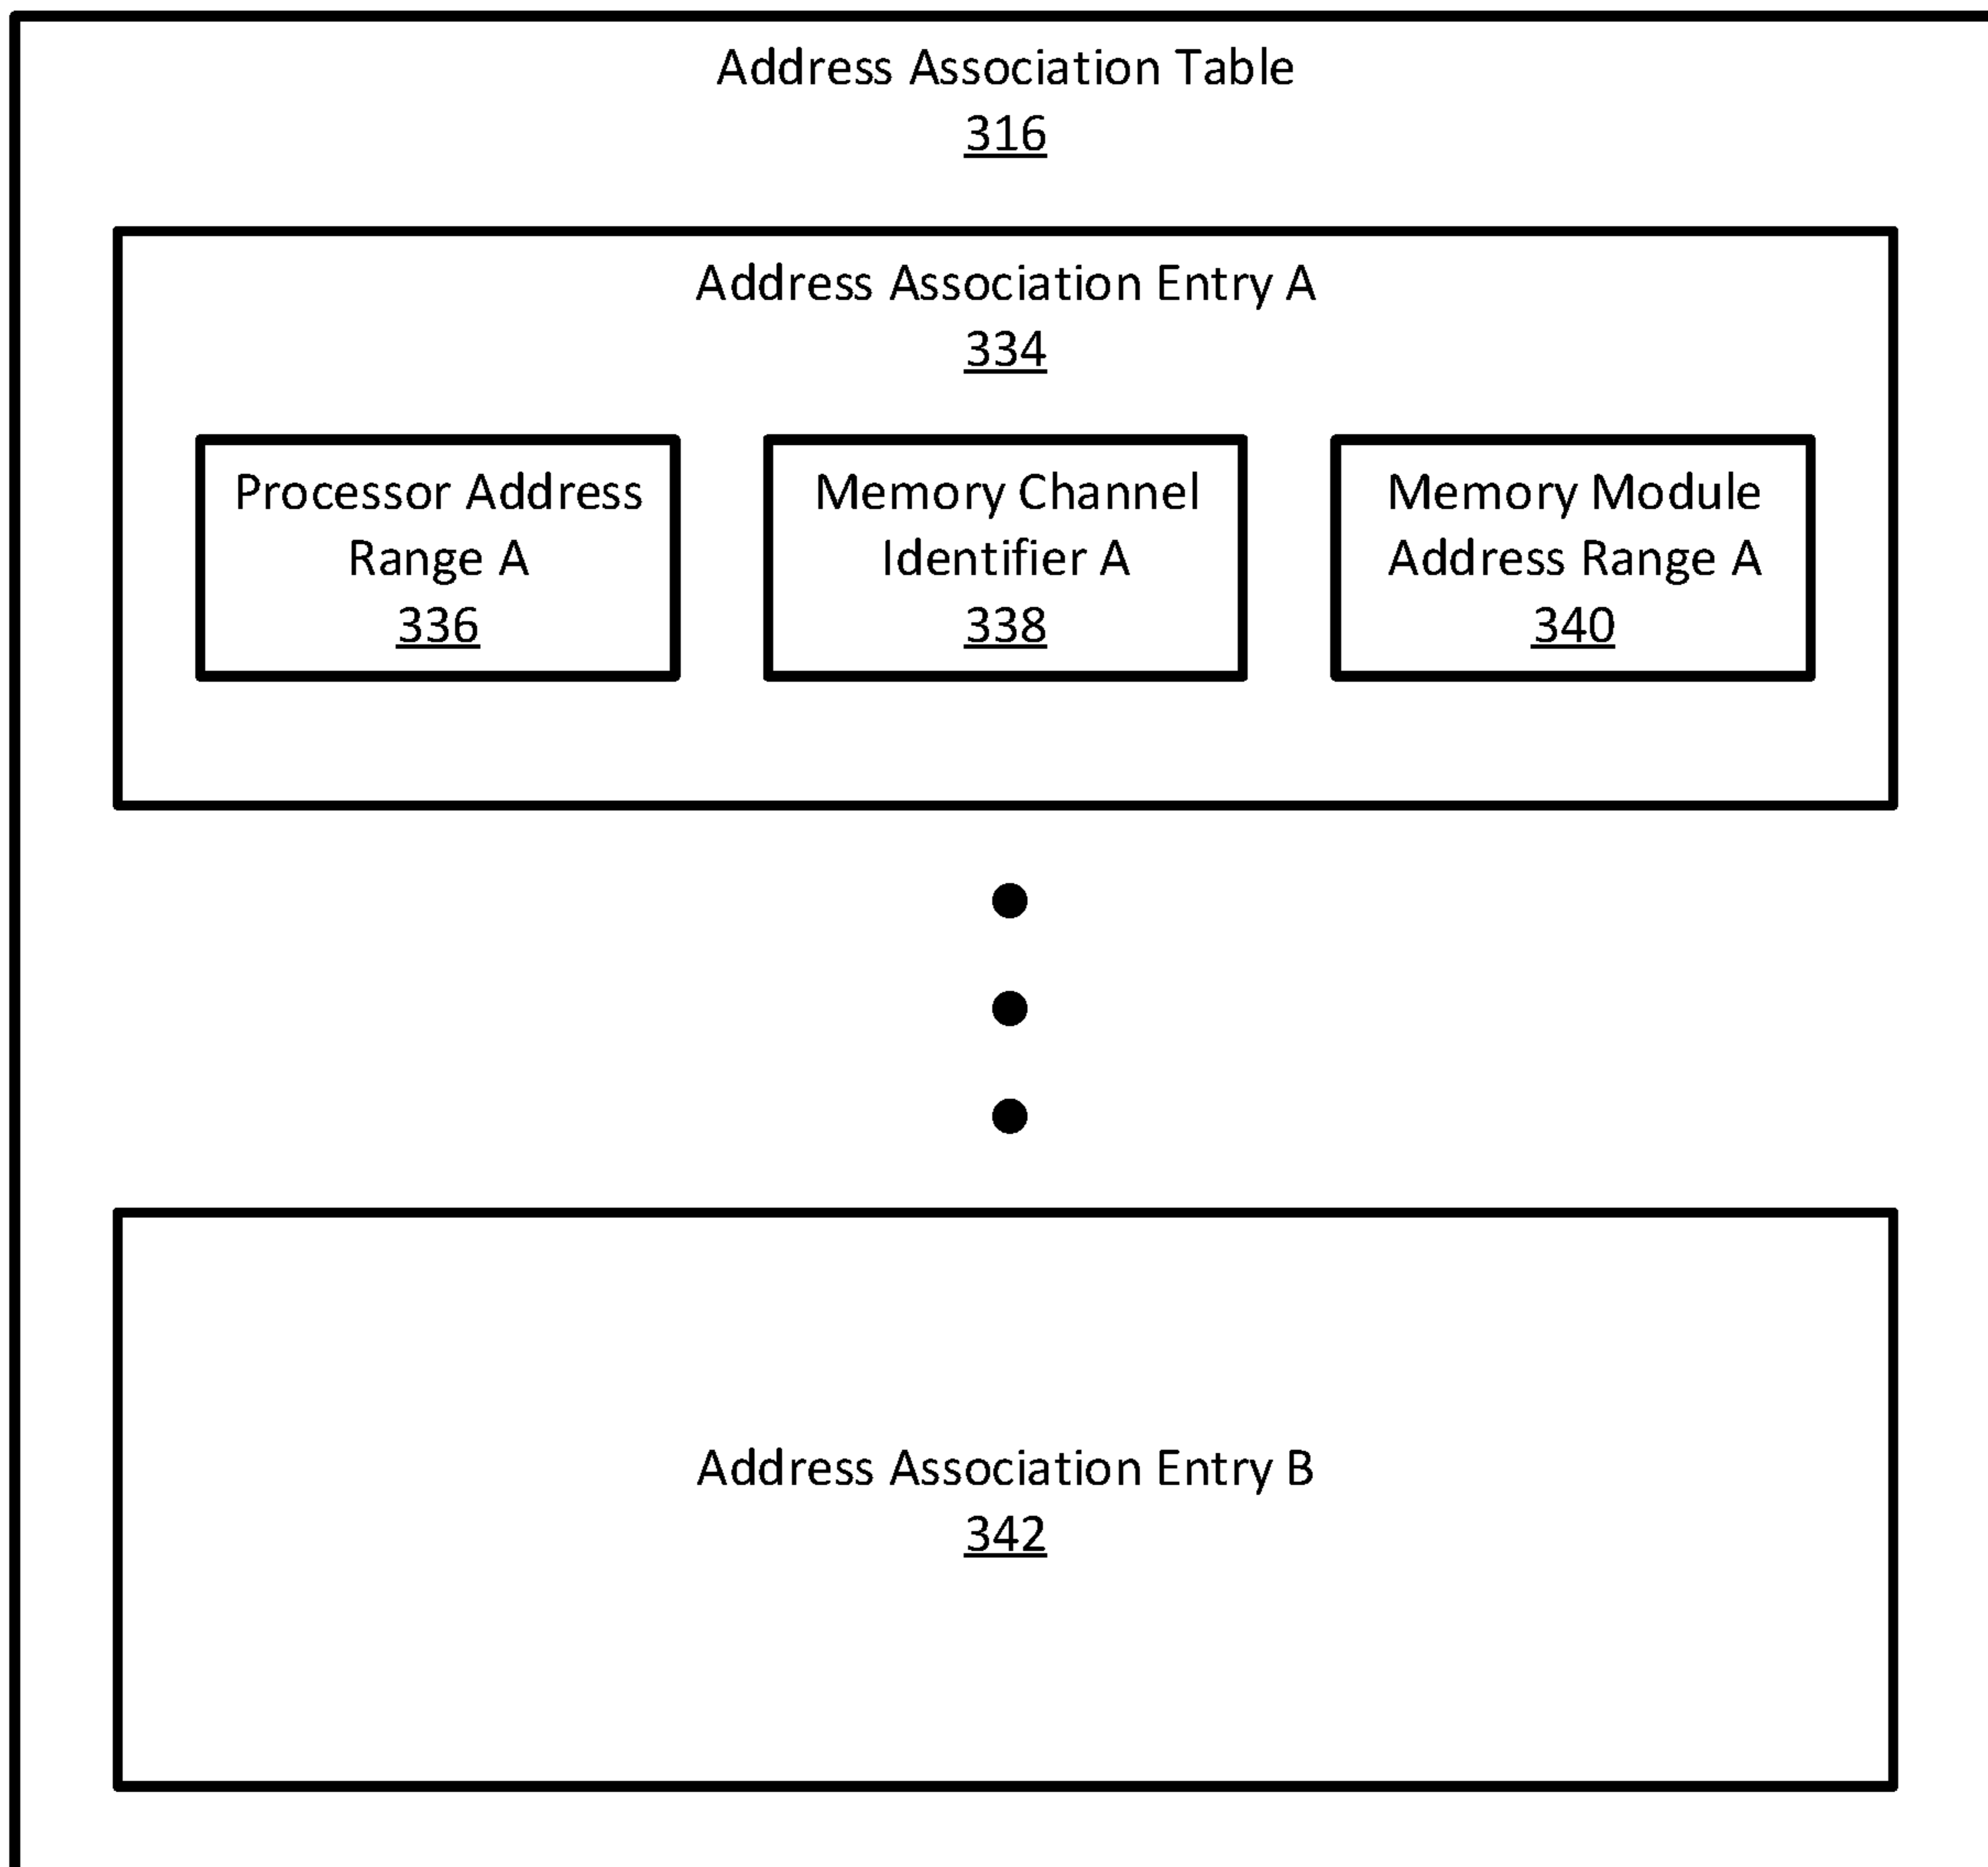 Address Association Table
316
Address Association Entry A
334
Processor Address
Range A
336
Memory Channel
Identifier A
338
Memory Module
Address Range A
340
Address Association Entry B
342